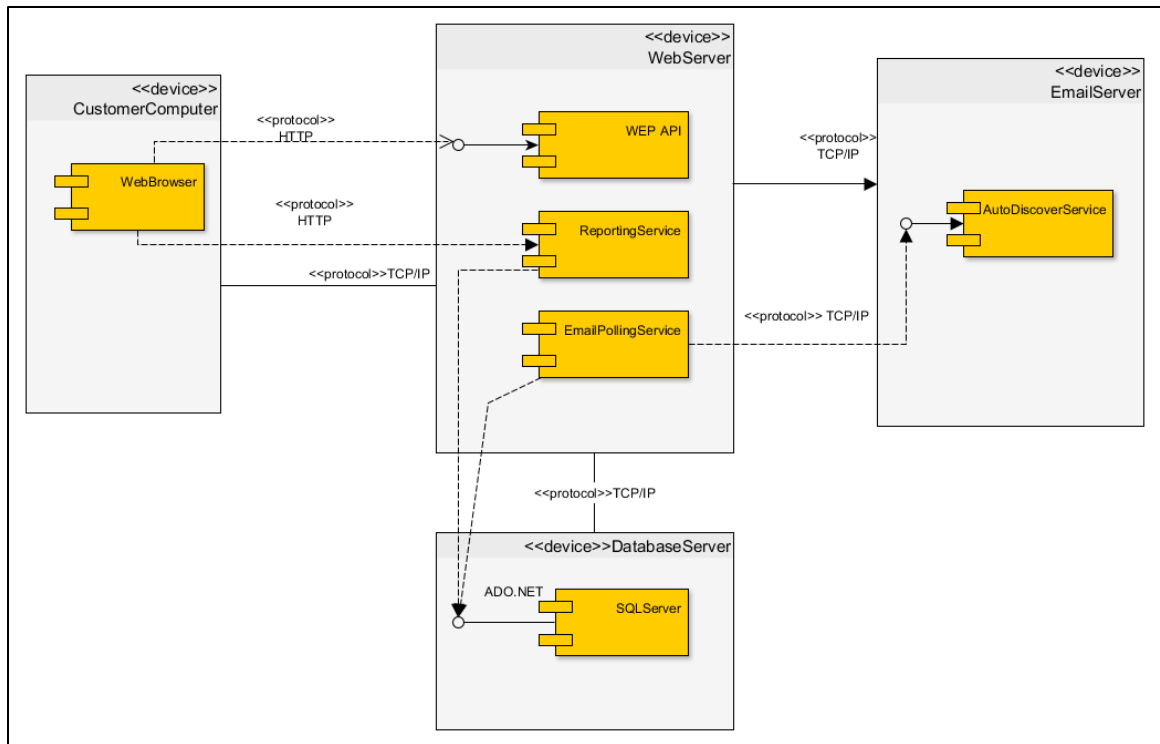 <<device>>
WebServer
<<device>>
CustomerComputer
<<device>>
EmailServer
<<protocol>>
HTTP
WEP API
<<protocol>>
TCP/IP
WebBrowser
<<protocol>>
HTTP
ReportingService
AutoDiscoverService
<<protocol>>TCP/IP
EmailPollingService
<<protocol>> TCP/IP
<<protocol>>TCP/IP
<<device>>DatabaseServer
ADO.NET
SQLServer